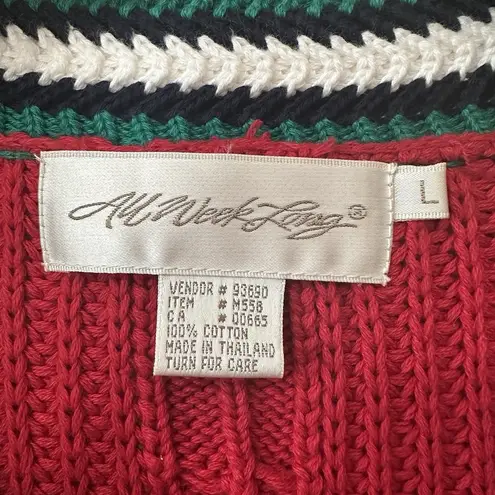 All Week Long®
L
VENDOR # 93690
ITEM # M558
CA # 00665
100% COTTON
MADE IN THAILAND
TURN FOR CARE